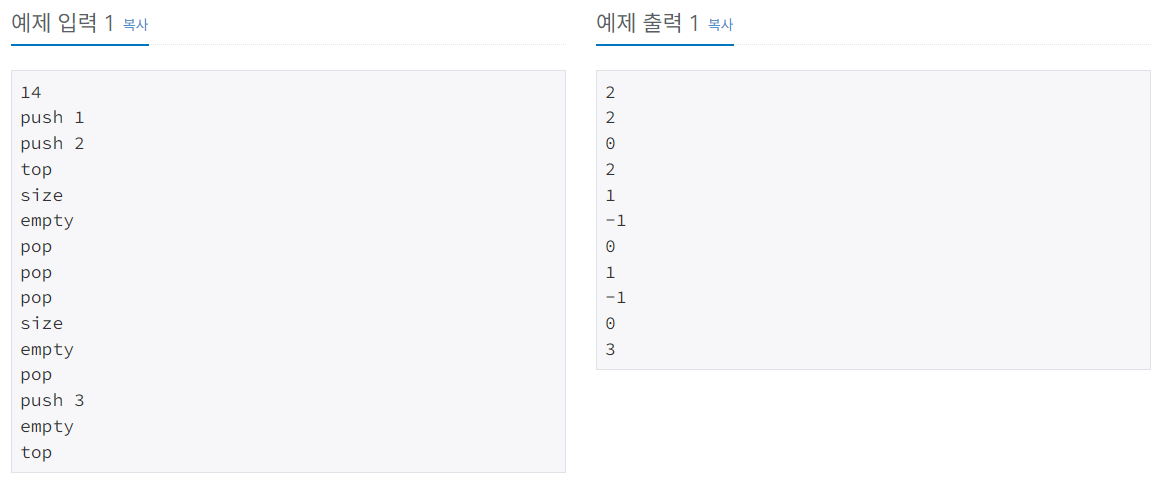 예제 입력 1 복사
14
push 1
push 2
top
size
empty
pop
pop
pop
size
empty
pop
push 3
empty
top
예제 출력 1 복사
2
2
0
2
1
-1
0
1
-1
0
3